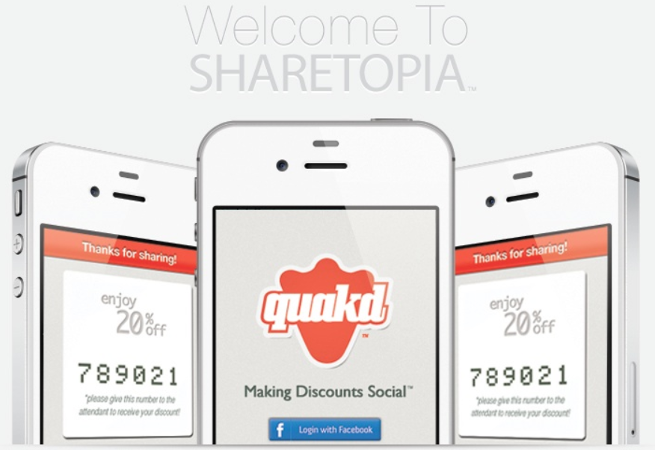 Welcome To
SHARETOPIA™
Thanks for sharing!
enjoy
20% off
789021
*please give this number to the
attendant to receive your discount!
quakd™
Making Discounts Social™
f Login with Facebook
Thanks for sharing!
enjoy
20% off
789021
*please give this number to the
attendant to receive your discount!